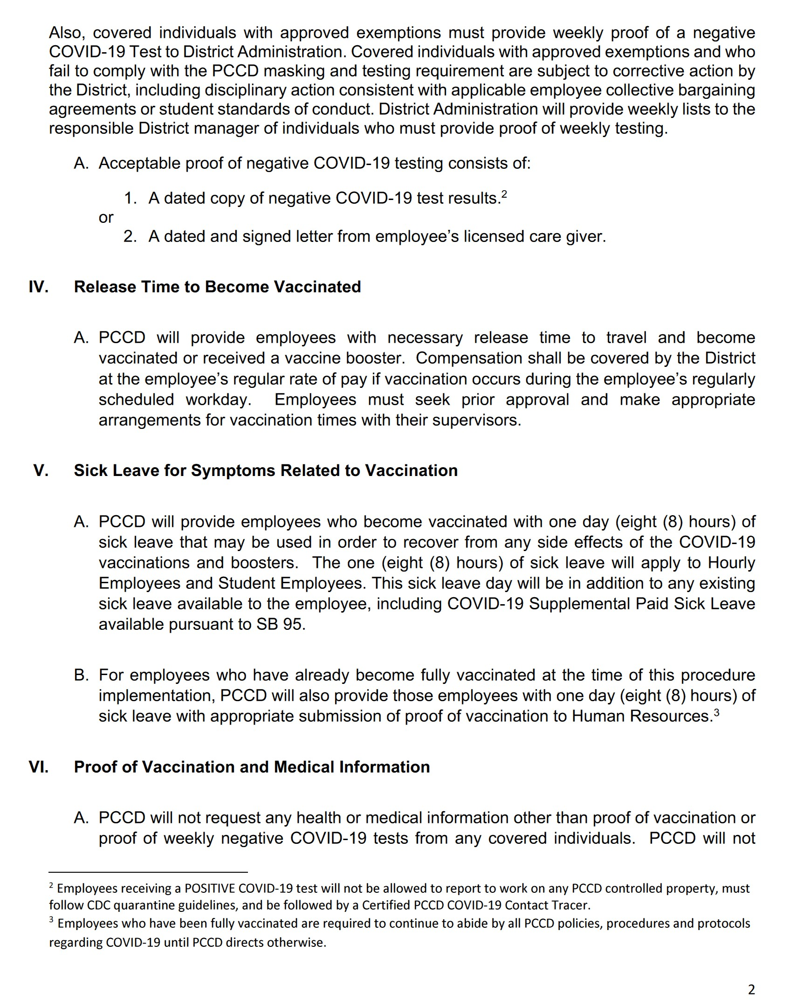 Also, covered individuals with approved exemptions must provide weekly proof of a negative
COVID-19 Test to District Administration. Covered individuals with approved exemptions and who
fail to comply with the PCCD masking and testing requirement are subject to corrective action by
the District, including disciplinary action consistent with applicable employee collective bargaining
agreements or student standards of conduct. District Administration will provide weekly lists to the
responsible District manager of individuals who must provide proof of weekly testing.
A. Acceptable proof of negative COVID-19 testing consists of:
1. A dated copy of negative COVID-19 test results.²
or
2. A dated and signed letter from employee’s licensed care giver.
IV. Release Time to Become Vaccinated
A. PCCD will provide employees with necessary release time to travel and become
vaccinated or received a vaccine booster. Compensation shall be covered by the District
at the employee’s regular rate of pay if vaccination occurs during the employee’s regularly
scheduled workday. Employees must seek prior approval and make appropriate
arrangements for vaccination times with their supervisors.
V. Sick Leave for Symptoms Related to Vaccination
A. PCCD will provide employees who become vaccinated with one day (eight (8) hours) of
sick leave that may be used in order to recover from any side effects of the COVID-19
vaccinations and boosters. The one (eight (8) hours) of sick leave will apply to Hourly
Employees and Student Employees. This sick leave day will be in addition to any existing
sick leave available to the employee, including COVID-19 Supplemental Paid Sick Leave
available pursuant to SB 95.
B. For employees who have already become fully vaccinated at the time of this procedure
implementation, PCCD will also provide those employees with one day (eight (8) hours) of
sick leave with appropriate submission of proof of vaccination to Human Resources.³
VI. Proof of Vaccination and Medical Information
A. PCCD will not request any health or medical information other than proof of vaccination or
proof of weekly negative COVID-19 tests from any covered individuals. PCCD will not
² Employees receiving a POSITIVE COVID-19 test will not be allowed to report to work on any PCCD controlled property, must
follow CDC quarantine guidelines, and be followed by a Certified PCCD COVID-19 Contact Tracer.
³ Employees who have been fully vaccinated are required to continue to abide by all PCCD policies, procedures and protocols
regarding COVID-19 until PCCD directs otherwise.
2